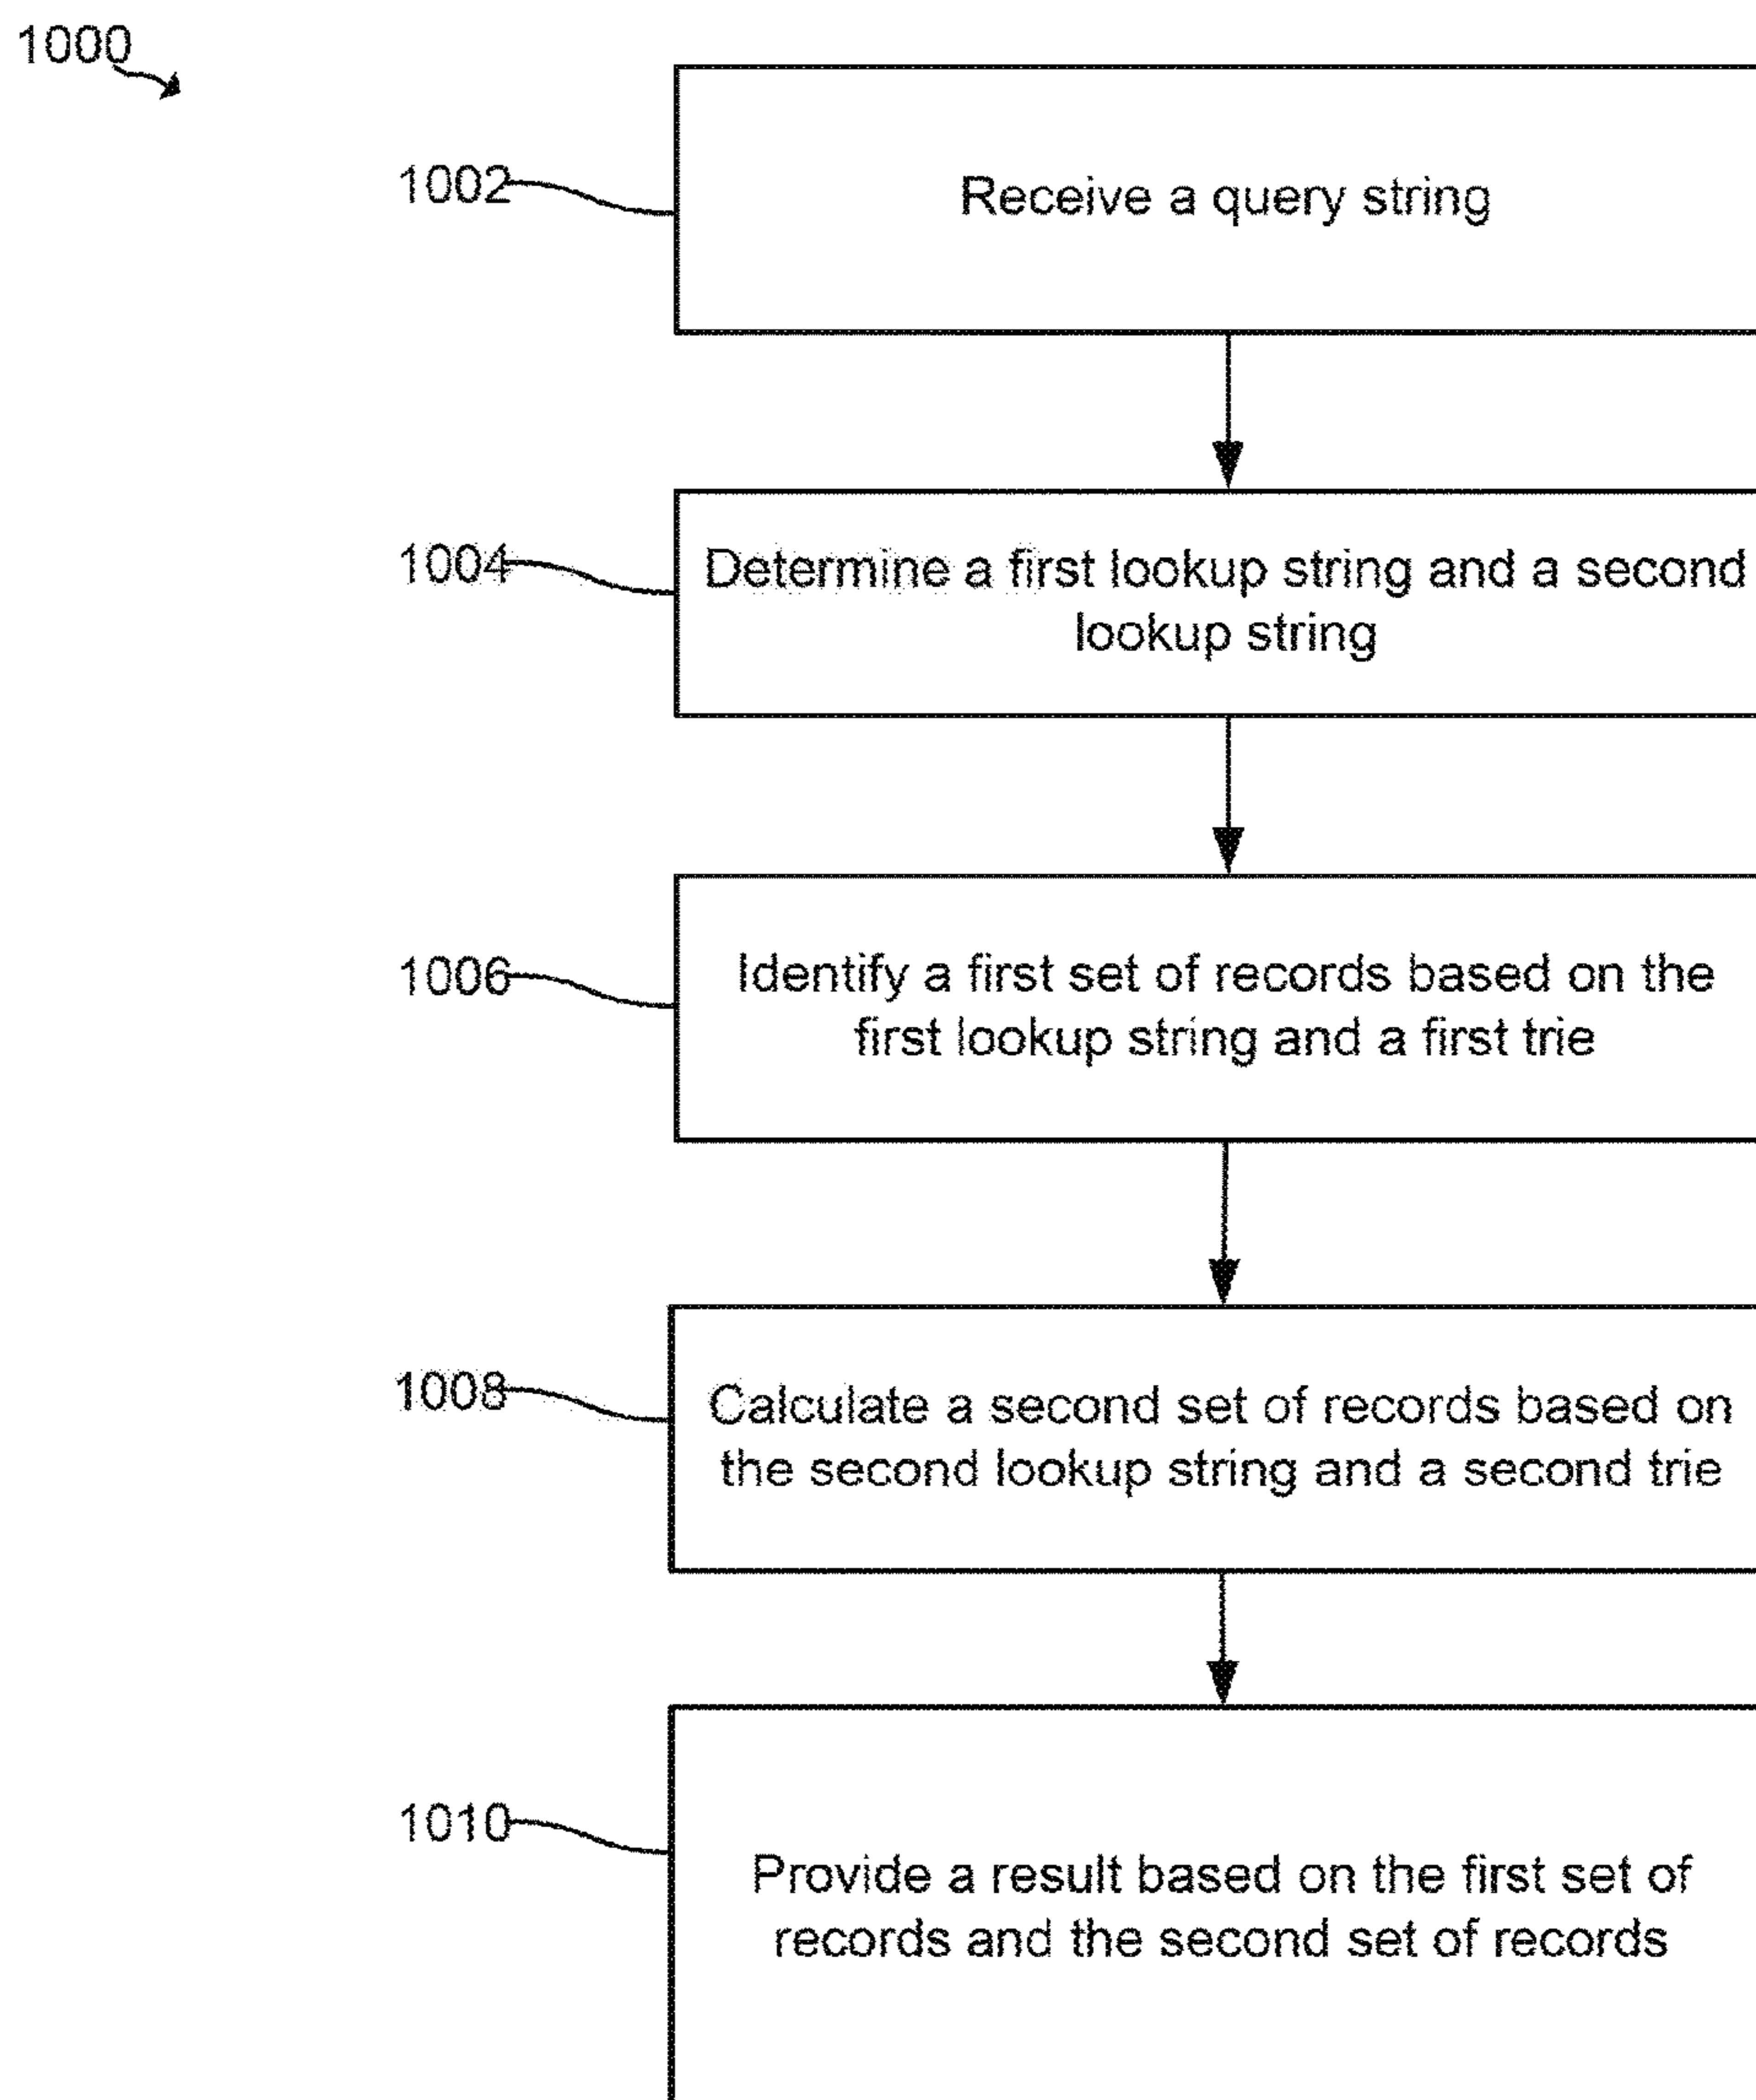 1000
1002
Receive a query string
1004
Determine a first lookup string and a second
lookup string
1006
Identify a first set of records based on the
first lookup string and a first trie
1008
Calculate a second set of records based on
the second lookup string and a second trie
1010
Provide a result based on the first set of
records and the second set of records